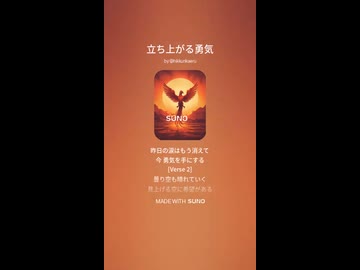 立ち上がる勇気
SUNO
昨日の涙はもう消えて
今 勇気を手にする
[Verse 2]
曇り空も晴れていく
見上げる空に希望がある
MADE WITH SUNO